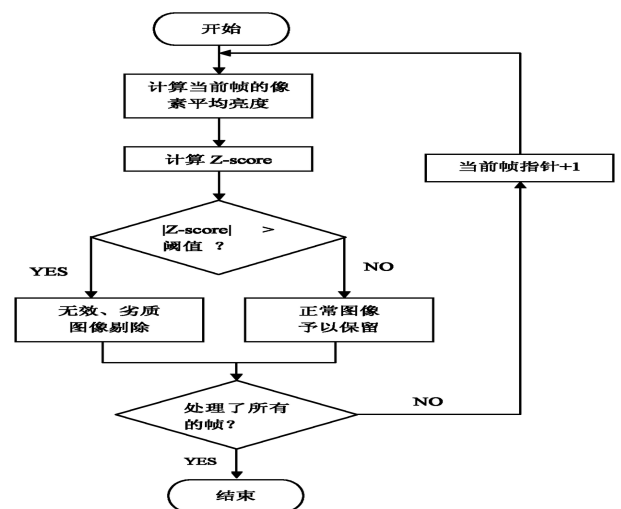 开始
计算当前帧的像
素平均亮度
计算 Z-score
当前帧指针+1
|Z-score| >
阈值 ?
YES
NO
无效、劣质
图像剔除
正常图像
予以保留
处理了所有
的帧?
NO
YES
结束